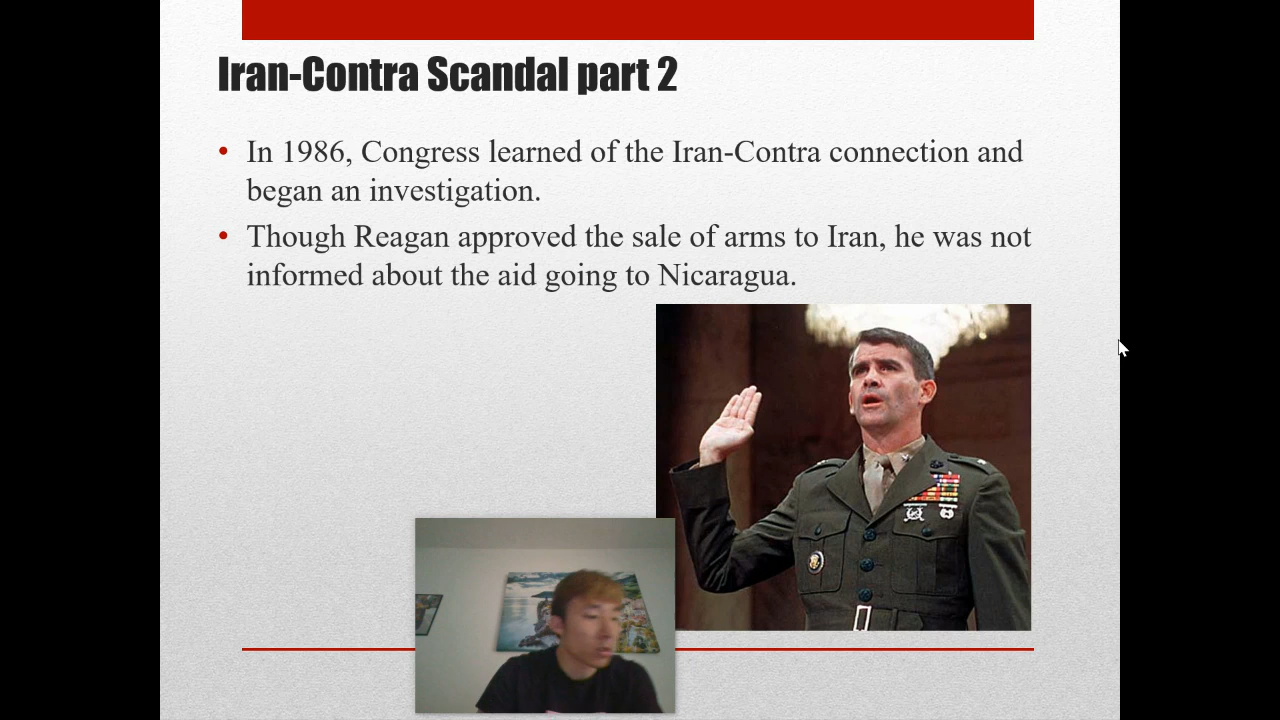 Iran-Contra Scandal part 2
• In 1986, Congress learned of the Iran-Contra connection and
began an investigation.
• Though Reagan approved the sale of arms to Iran, he was not
informed about the aid going to Nicaragua.